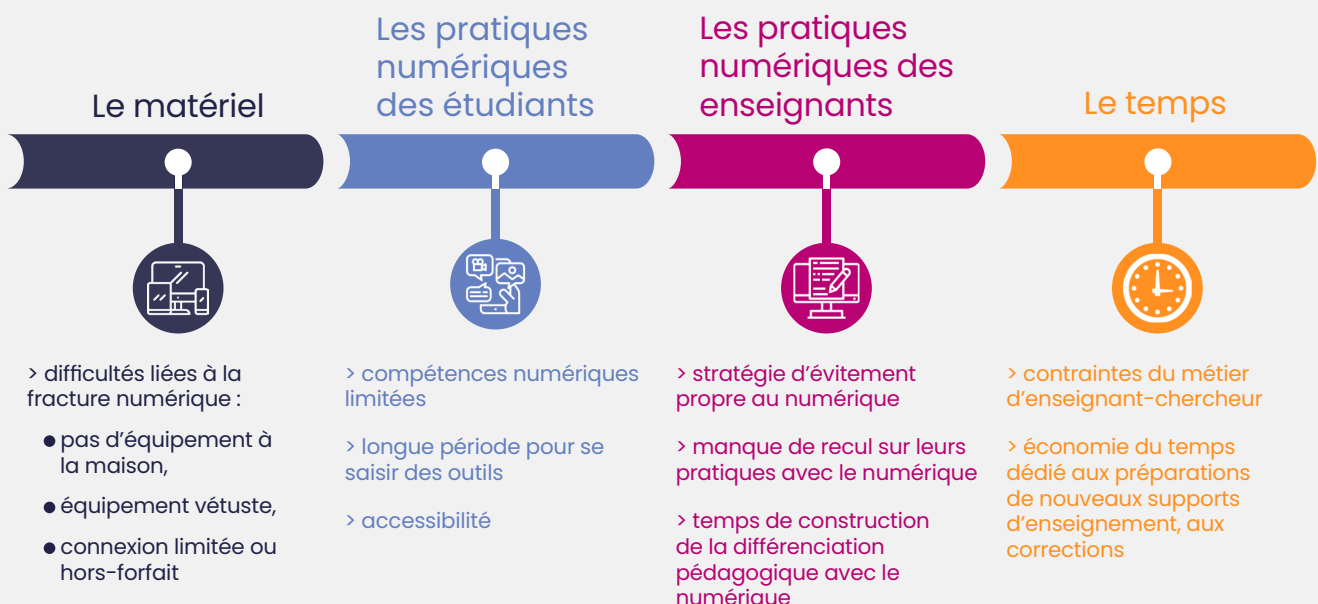 Le matériel
> difficultés liées à la
fracture numérique :
● pas d'équipement à
la maison,
● équipement vétuste,
● connexion limitée ou
hors-forfait
Les pratiques
numériques
des étudiants
> compétences numériques
limitées
> longue période pour se
saisir des outils
> accessibilité
Les pratiques
numériques des
enseignants
> stratégie d'évitement
propre au numérique
> manque de recul sur leurs
pratiques avec le numérique
> temps de construction
de la différenciation
pédagogique avec le
numérique
Le temps
> contraintes du métier
d'enseignant-chercheur
> économie du temps
dédié aux préparations
de nouveaux supports
d'enseignement, aux
corrections